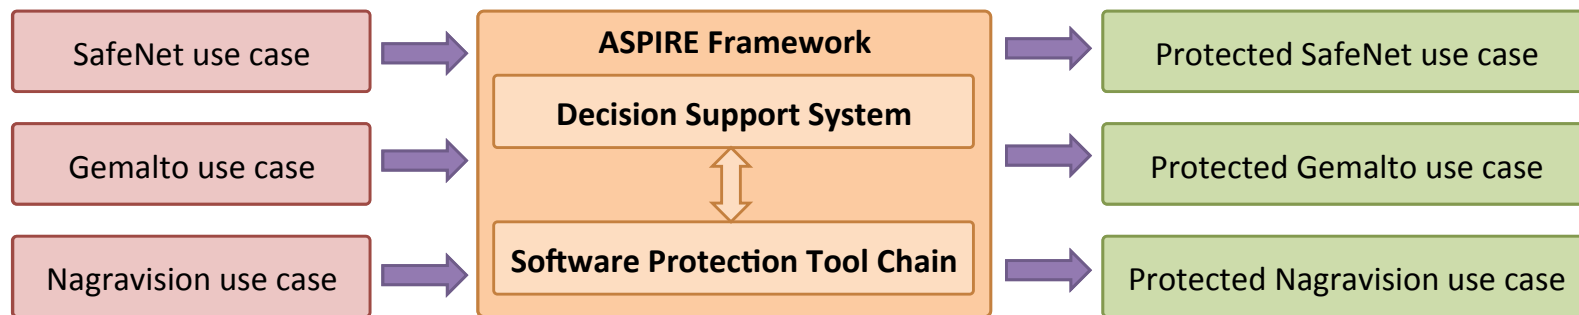 SafeNet use case
Gemalto use case
Nagravision use case
ASPIRE Framework
Decision Support System
Software Protection Tool Chain
Protected SafeNet use case
Protected Gemalto use case
Protected Nagravision use case